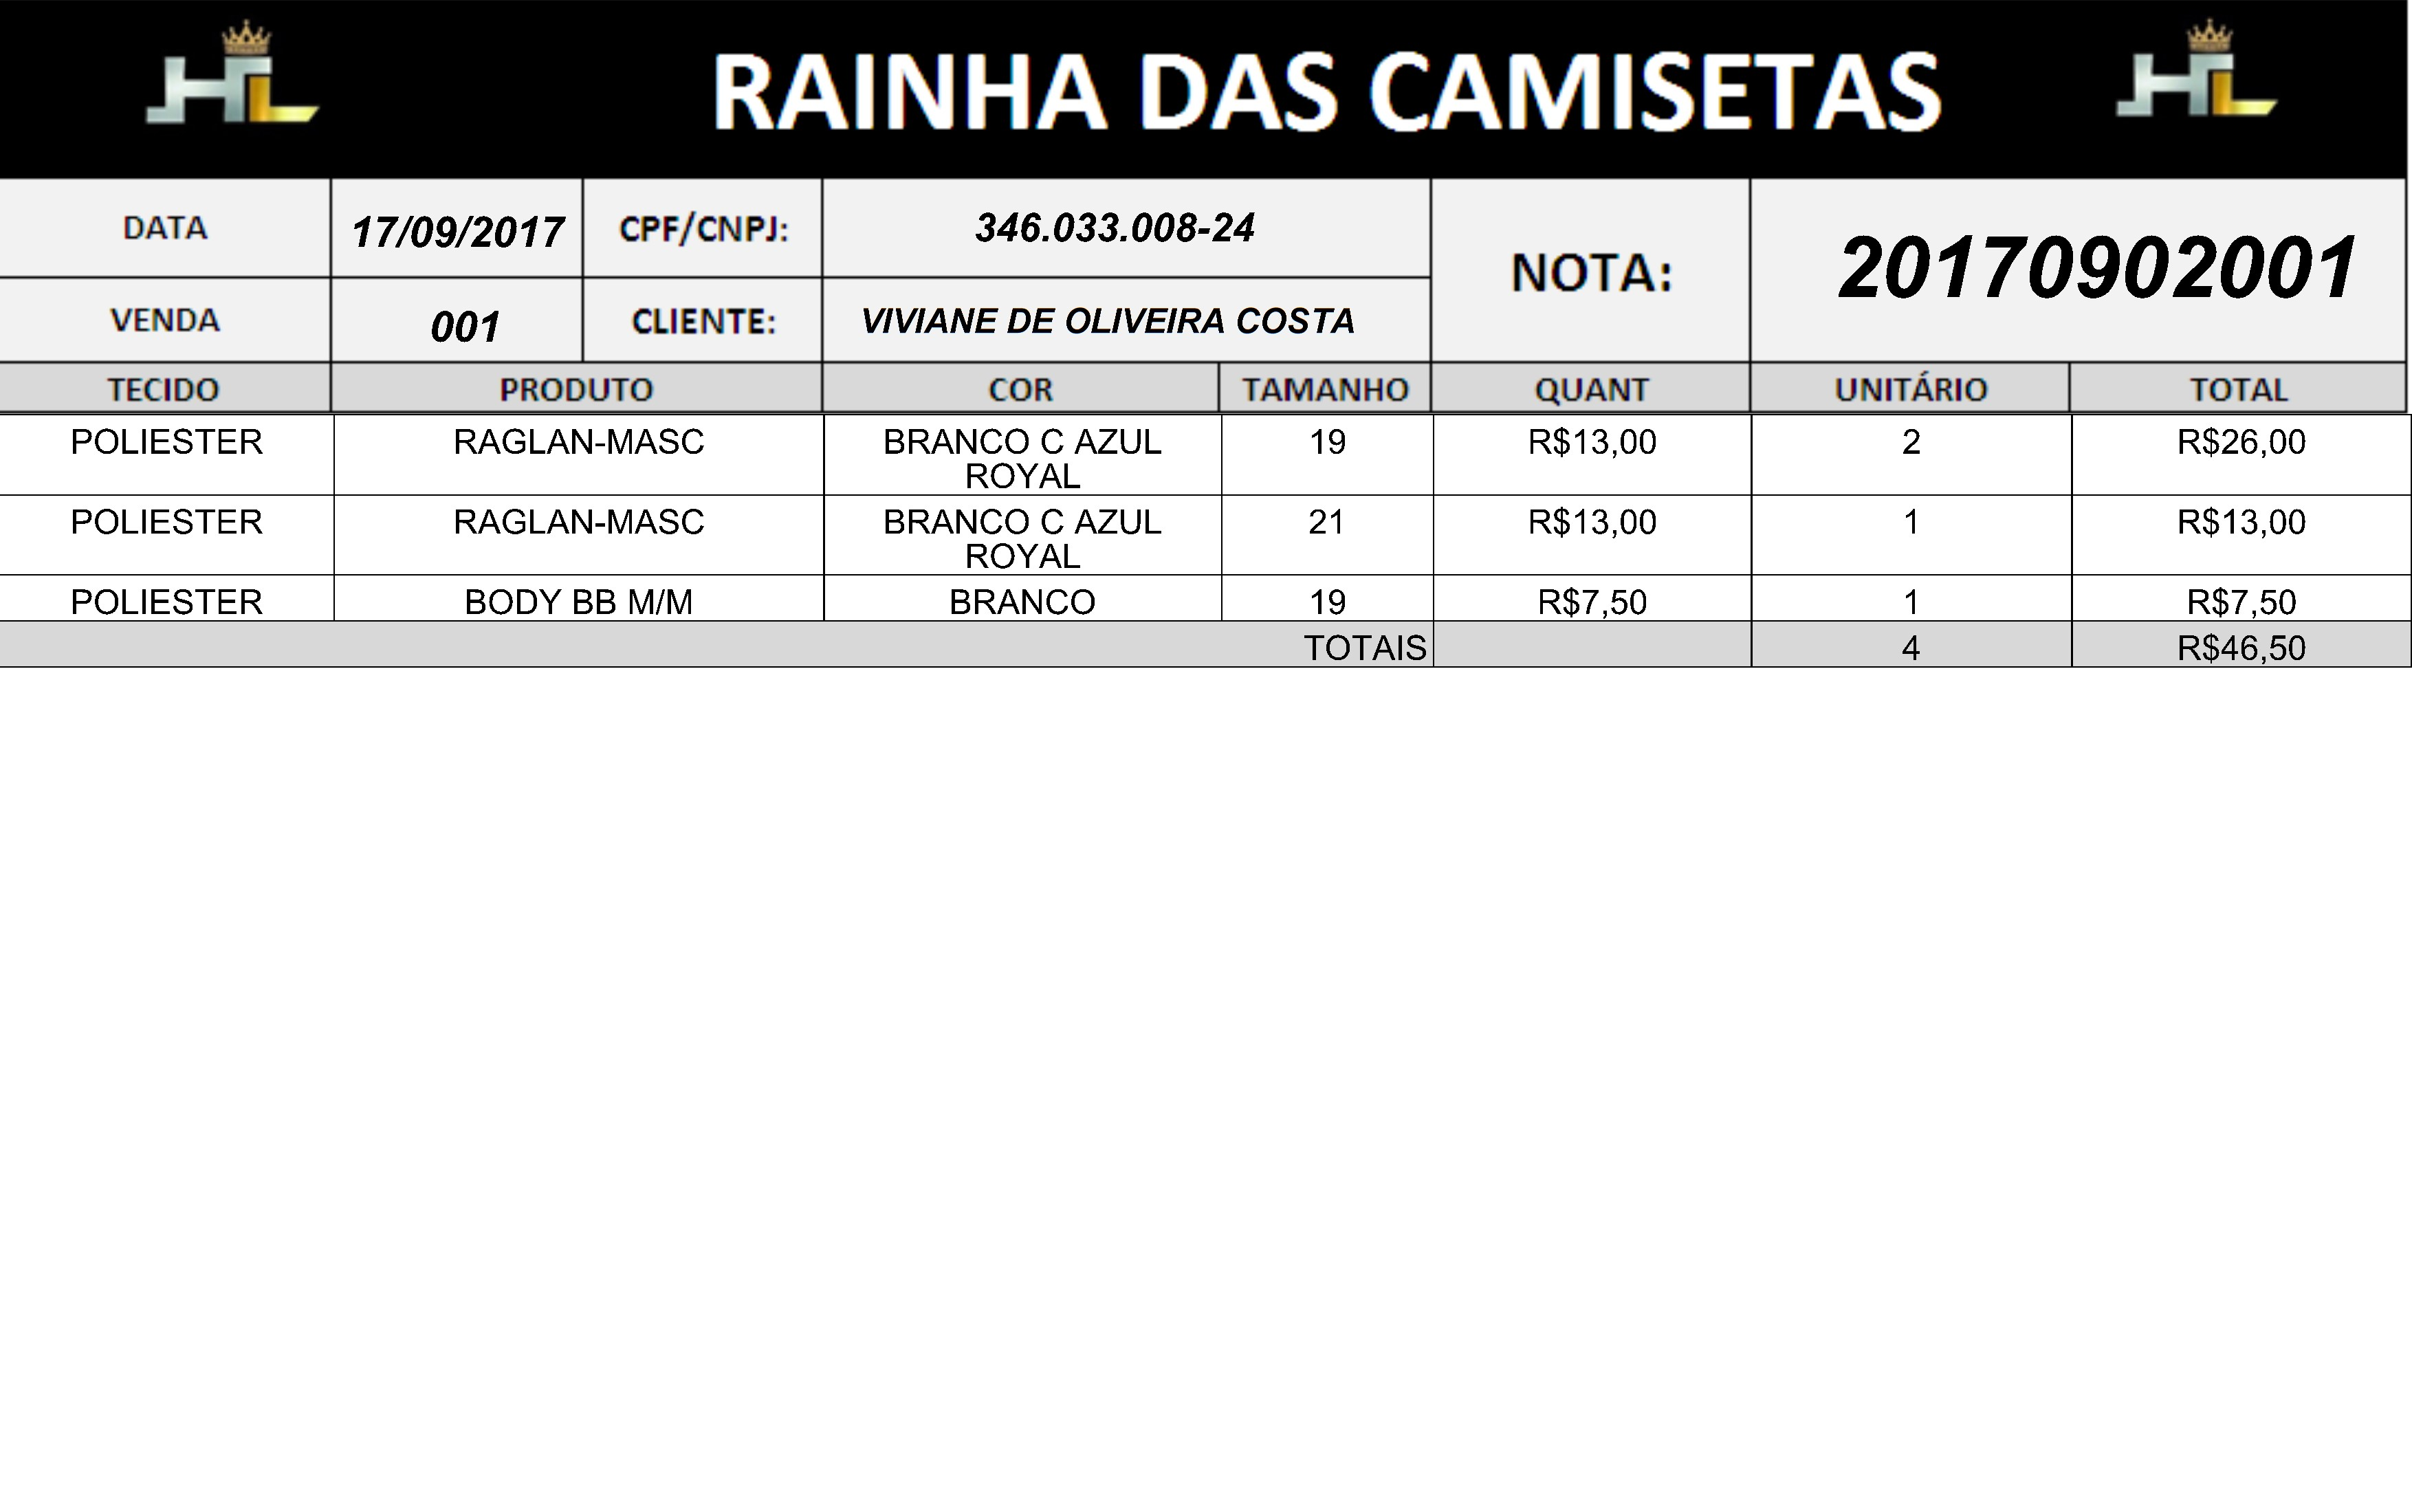 HL RAINHA DAS CAMISETAS HL
DATA 17/09/2017 CPF/CNPJ: 346.033.008-24
NOTA: 20170902001
VENDA 001 CLIENTE: VIVIANE DE OLIVEIRA COSTA
TECIDO PRODUTO COR TAMANHO QUANT UNITÁRIO TOTAL
POLIESTER RAGLAN-MASC BRANCO C AZUL 19 R$13,00 2 R$26,00
ROYAL
POLIESTER RAGLAN-MASC BRANCO C AZUL 21 R$13,00 1 R$13,00
ROYAL
POLIESTER BODY BB M/M BRANCO 19 R$7,50 1 R$7,50
TOTAIS 4 R$46,50